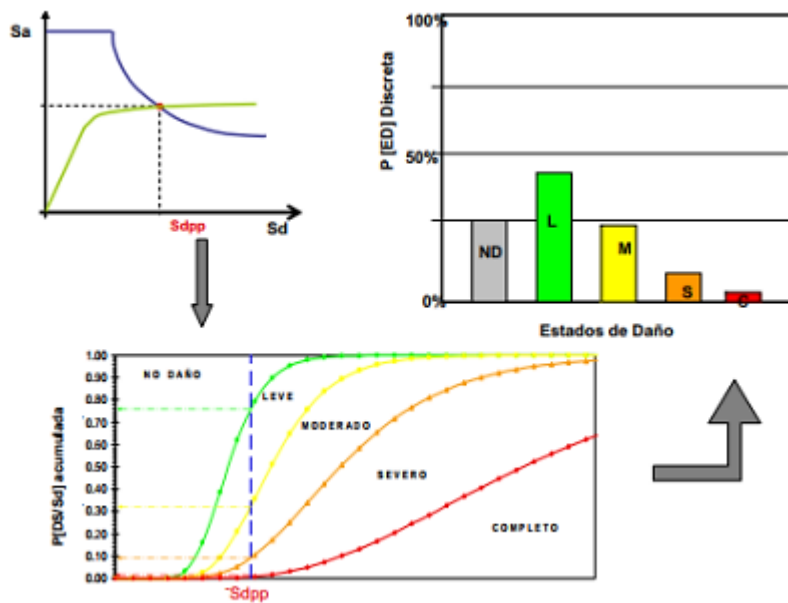 Sa
Sdpp
Sd
P [ED] Discreta
100%
50%
0%
ND
L
M
S
C
Estados de Daño
P[DS/Sd] acumulada
1.00
0.90
0.80
0.70
0.60
0.50
0.40
0.30
0.20
0.10
0.00
NO DAÑO
LEVE
MODERADO
SEVERO
COMPLETO
Sdpp